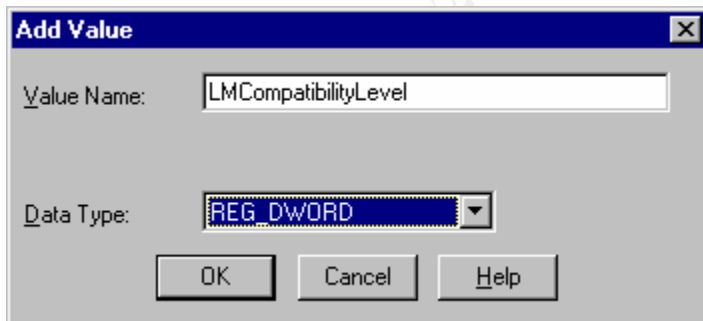 Add Value
Value Name: LMCompatibilityLevel
Data Type: REG_DWORD
OK Cancel Help